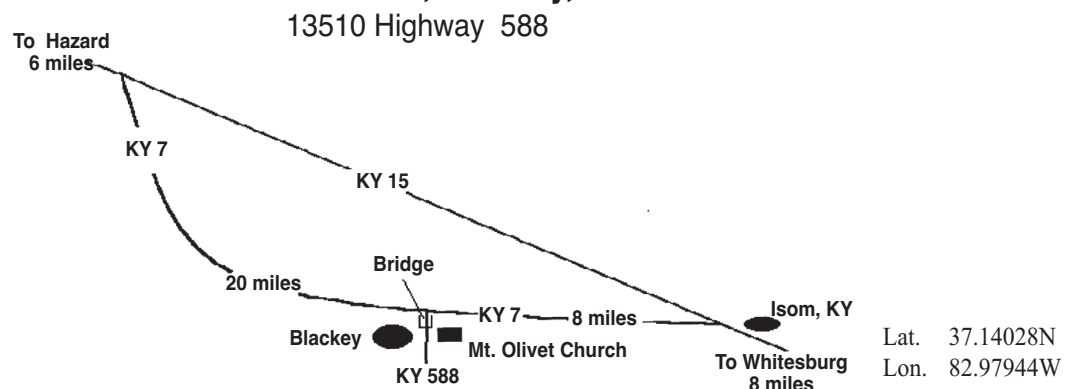 13510 Highway 588
To Hazard
6 miles
KY 7
KY 15
Bridge
20 miles
KY 7
8 miles
Isom, KY
Blackey
Mt. Olivet Church
KY 588
To Whitesburg
8 miles
Lat. 37.14028N
Lon. 82.97944W